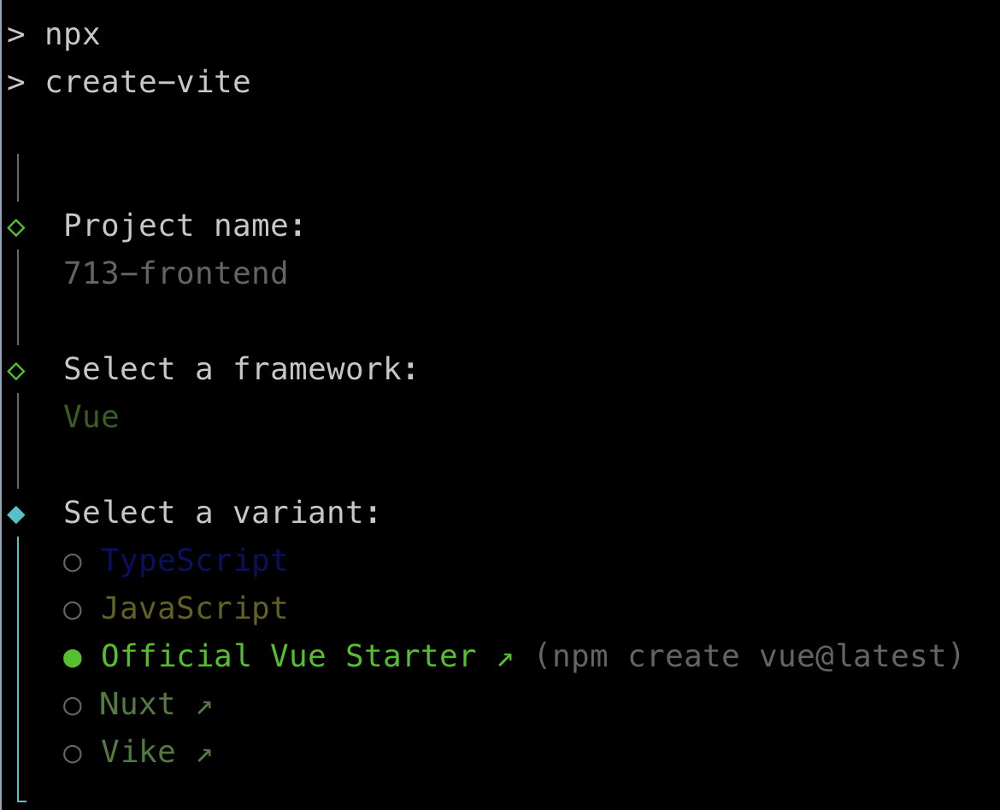 > npx
> create-vite
Project name:
713-frontend
Select a framework:
Vue
Select a variant:
○ TypeScript
○ JavaScript
● Official Vue Starter ↗ (npm create vue@latest)
○ Nuxt ↗
○ Vike ↗